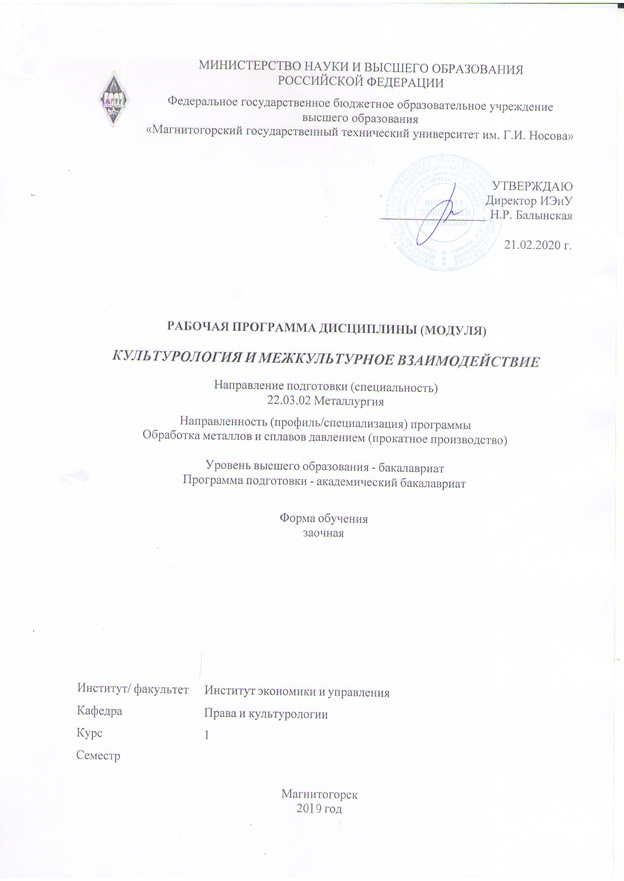 МИНИСТЕРСТВО НАУКИ И ВЫСШЕГО ОБРАЗОВАНИЯ
РОССИЙСКОЙ ФЕДЕРАЦИИ
Федеральное государственное бюджетное образовательное учреждение
высшего образования
«Магнитогорский государственный технический университет им. Г.И. Носова»
УТВЕРЖДАЮ
Директор ИЭиУ
Н.Р. Балынская
21.02.2020 г.
РАБОЧАЯ ПРОГРАММА ДИСЦИПЛИНЫ (МОДУЛЯ)
КУЛЬТУРОЛОГИЯ И МЕЖКУЛЬТУРНОЕ ВЗАИМОДЕЙСТВИЕ
Направление подготовки (специальность)
22.03.02 Металлургия
Направленность (профиль/специализация) программы
Обработка металлов и сплавов давлением (прокатное производство)
Уровень высшего образования - бакалавриат
Программа подготовки - академический бакалавриат
Форма обучения
заочная
Институт/ факультет Институт экономики и управления
Кафедра Права и культурологии
Курс 1
Семестр
Магнитогорск
2019 год